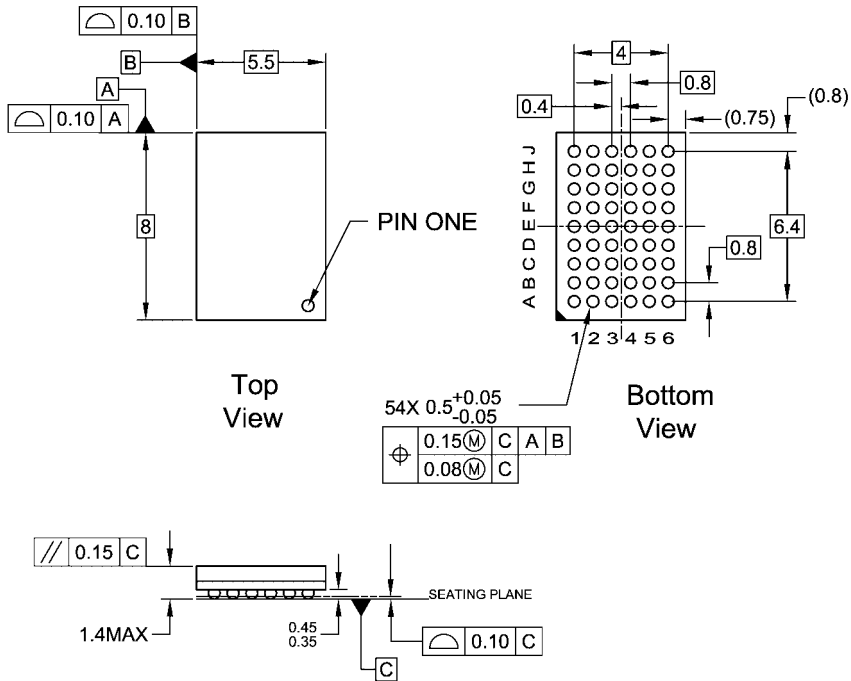 0.10 B
B
5.5
A
0.10 A
8
PIN ONE
Top
View
4
0.8
0.4
(0.8)
(0.75)
J
H
G
F
E
D
C
B
A
6.4
0.8
1 2 3 4 5 6
54X 0.5 +0.05
-0.05
⌖ 0.15Ⓜ C A B
0.08Ⓜ C
Bottom
View
// 0.15 C
1.4MAX
0.45
0.35
SEATING PLANE
0.10 C
C